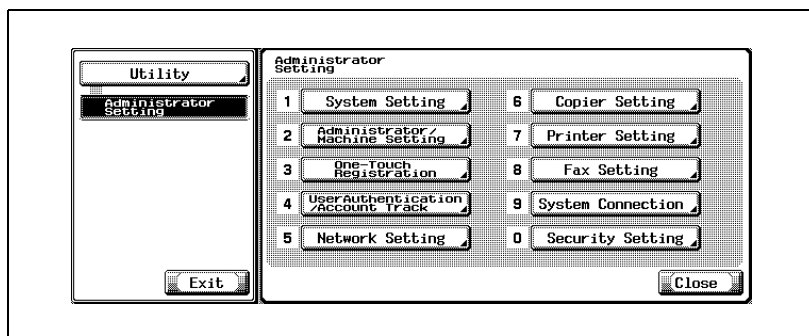 Utility
Administrator
Setting
Exit
Administrator
Setting
1 System Setting
2 Administrator/
Machine Setting
3 One-Touch
Registration
4 UserAuthentication
/Account Track
5 Network Setting
6 Copier Setting
7 Printer Setting
8 Fax Setting
9 System Connection
0 Security Setting
Close